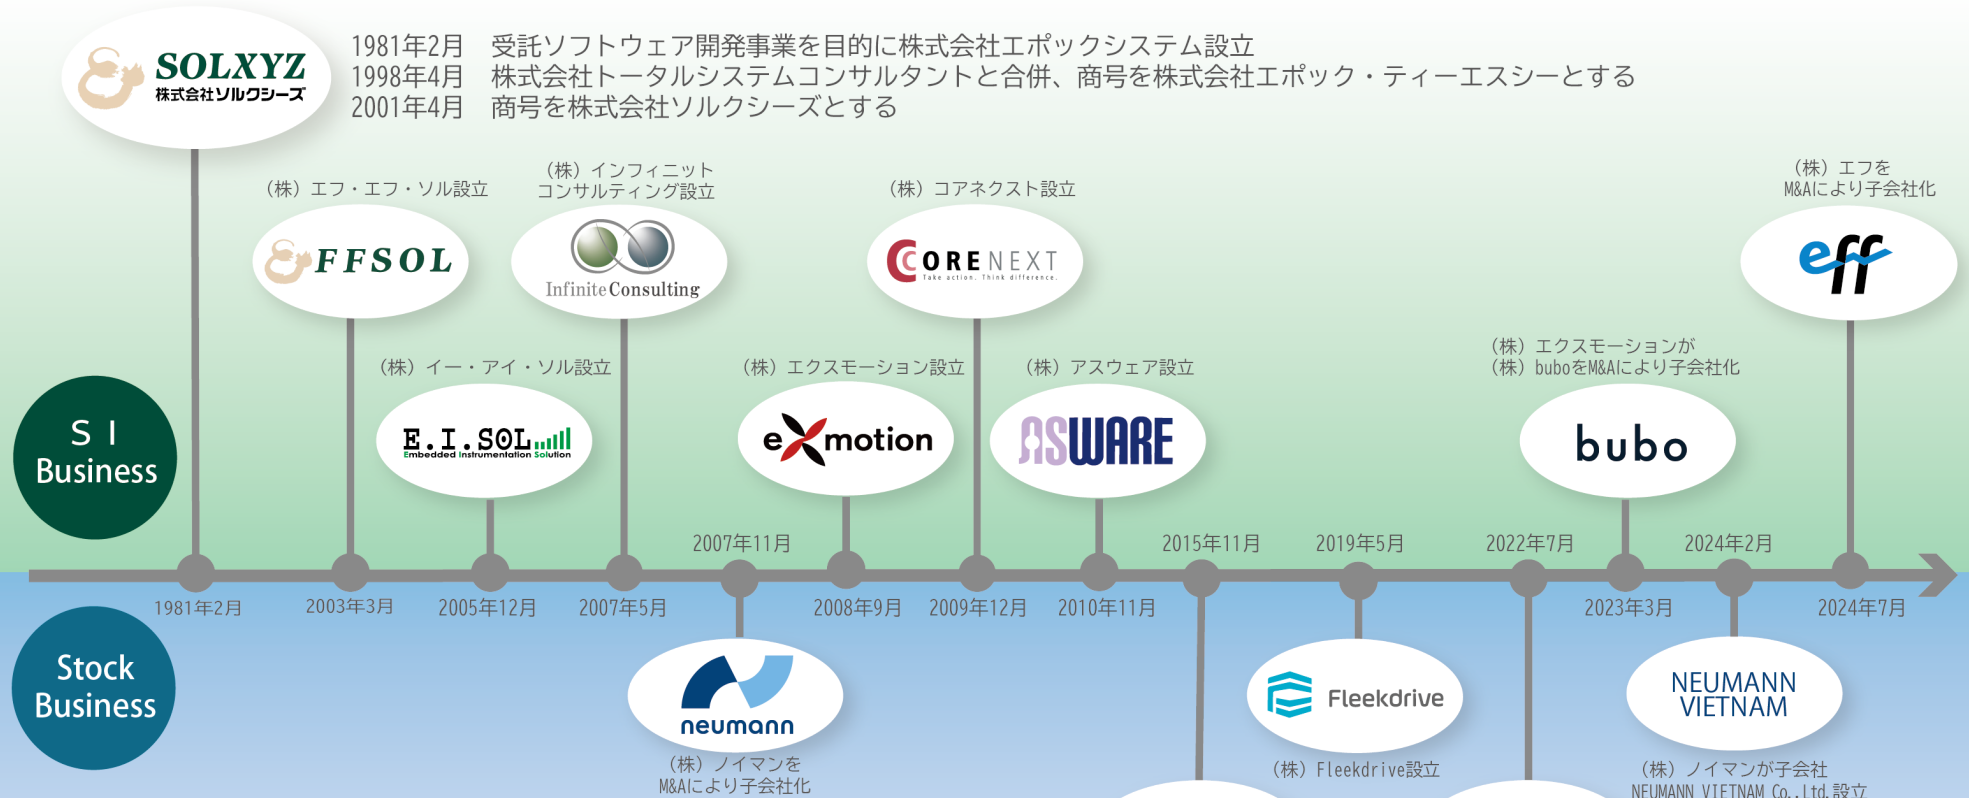 SOLXYZ
株式会社ソルクシーズ
1981年2月　受託ソフトウェア開発事業を目的に株式会社エポックシステム設立
1998年4月　株式会社トータルシステムコンサルタントと合併、商号を株式会社エポック・ティーエスシーとする
2001年4月　商号を株式会社ソルクシーズとする
（株）エフ・エフ・ソル設立
FFSOL
（株）インフィニット
コンサルティング設立
Infinite Consulting
（株）コアネクスト設立
CORE NEXT
Take action. Think difference.
（株）エフを
M&Aにより子会社化
eff
（株）イー・アイ・ソル設立
E.I.SOL
Embedded Instrumentation Solution
（株）エクスモーション設立
eXmotion
（株）アスウェア設立
ASWARE
（株）エクスモーションが
（株）buboをM&Aにより子会社化
bubo
ＳＩ
Business
2007年11月
2015年11月
2019年5月
2022年7月
2024年2月
1981年2月
2003年3月
2005年12月
2007年5月
2008年9月
2009年12月
2010年11月
2023年3月
2024年7月
Stock
Business
neumann
（株）ノイマンを
M&Aにより子会社化
Fleekdrive
（株）Fleekdrive設立
NEUMANN
VIETNAM
（株）ノイマンが子会社
NEUMANN VIETNAM Co.,Ltd.設立